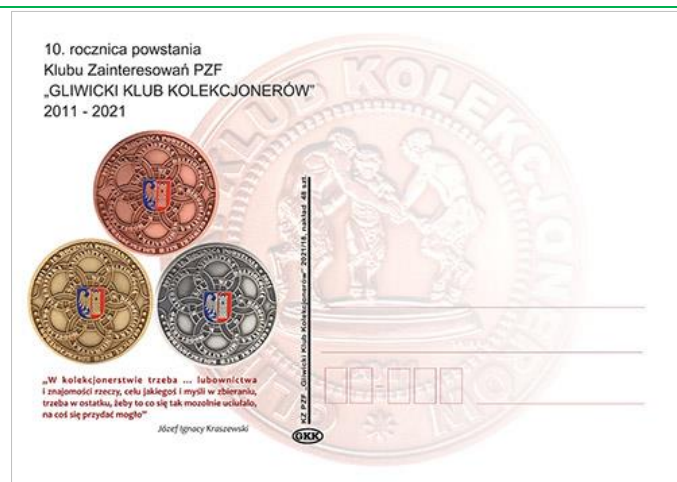 10. rocznica powstania
Klubu Zainteresowań PZF
„GLIWICKI KLUB KOLEKCJONERÓW”
2011 - 2021
„W kolekcjonerstwie trzeba ... lubownictwa
i znajomości rzeczy, celu jakiegoś i myśli w zbieraniu,
trzeba w ostatku, żeby to co się tak mozolnie uciułało,
na coś się przydać mogło”
Józef Ignacy Kraszewski
KZ PZF „Gliwicki Klub Kolekcjonerów” 2021/18, nakład 48 szt.
GKK
KLUB KOLEKCJONERÓW